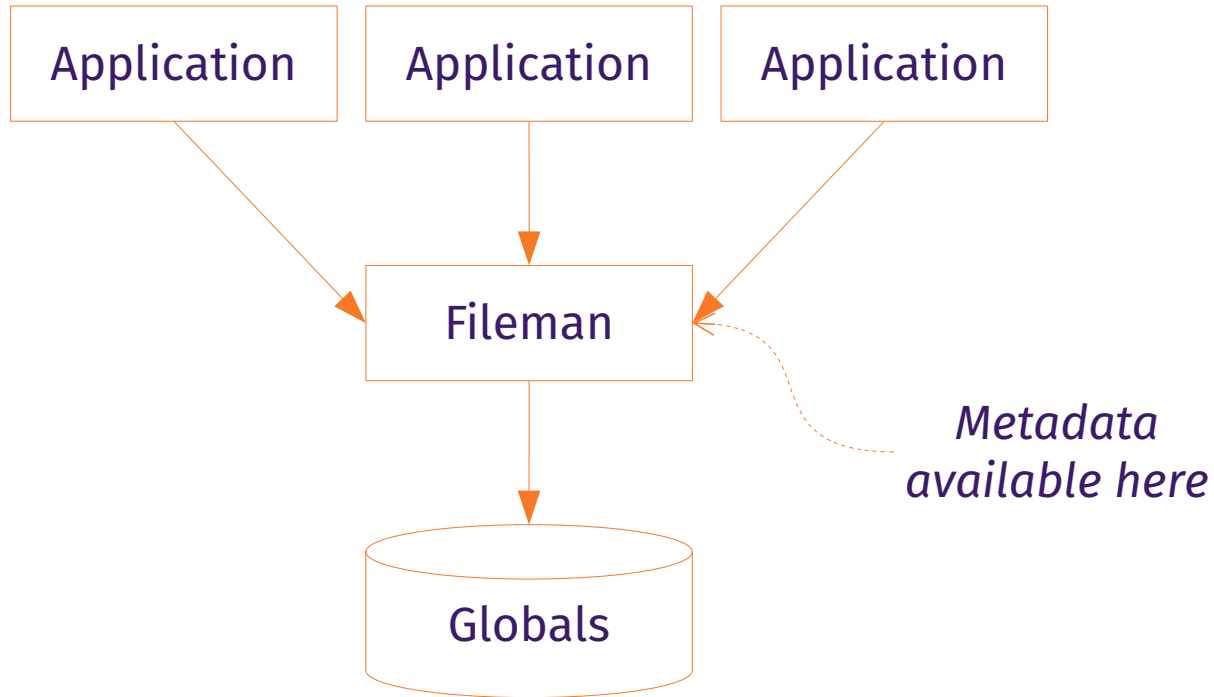 Application
Application
Application
Fileman
Metadata
available here
Globals